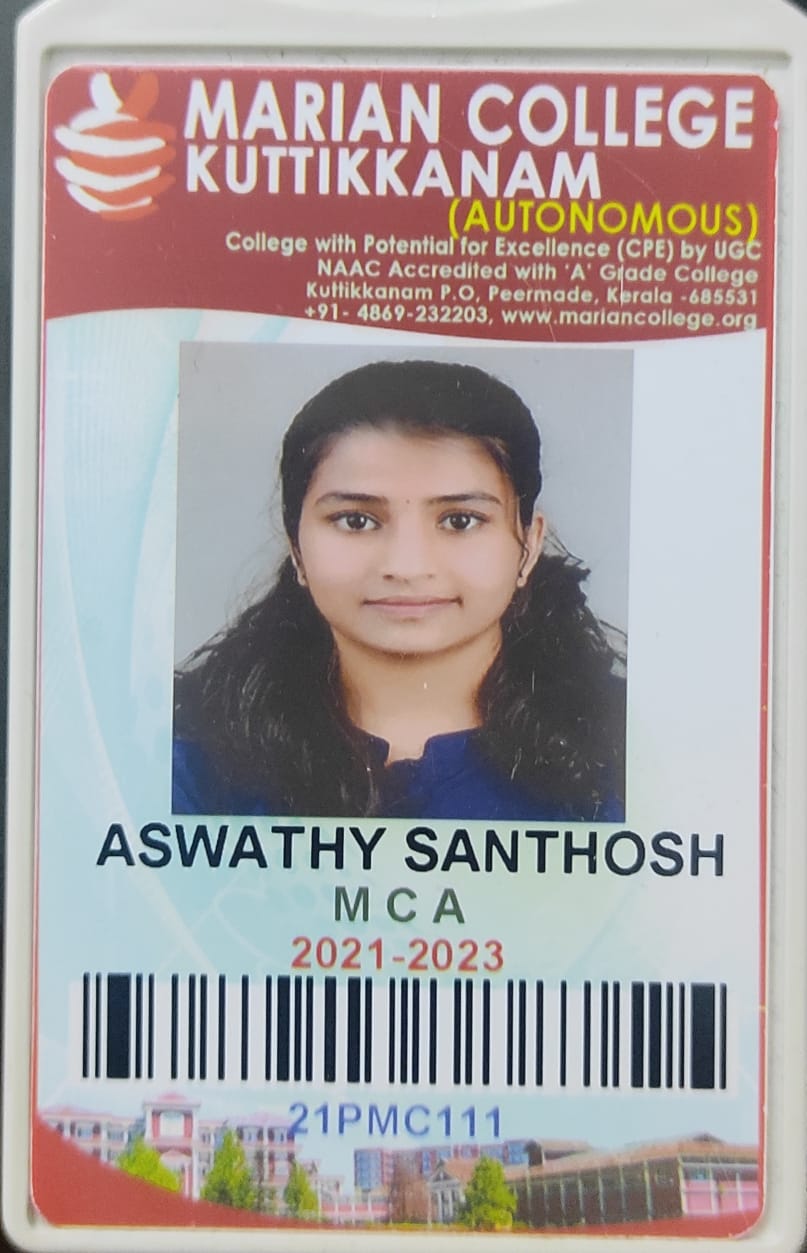 MARIAN COLLEGE
KUTTIKKANAM
(AUTONOMOUS)
College with Potential for Excellence (CPE) by UGC
NAAC Accredited with 'A' Grade College
Kuttikkanam P.O, Peermade, Kerala -685531
+91- 4869-232203, www.mariancollege.org
ASWATHY SANTHOSH
M C A
2021-2023
21PMC111